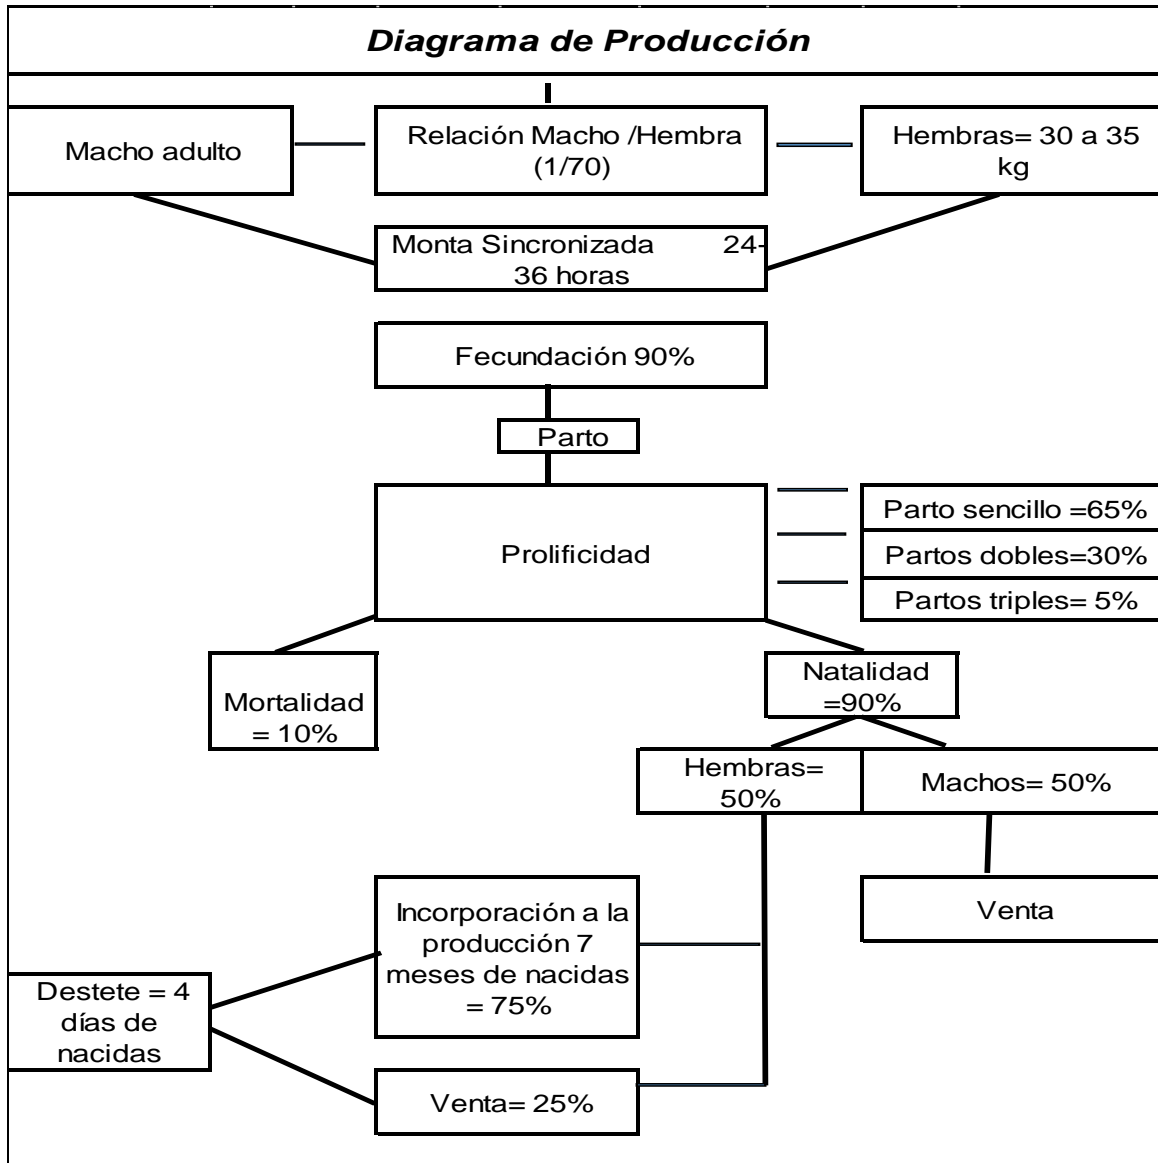 Diagrama de Producción
Macho adulto
Relación Macho /Hembra
(1/70)
Hembras= 30 a 35
kg
Monta Sincronizada 24-
36 horas
Fecundación 90%
Parto
Prolificidad
Parto sencillo =65%
Partos dobles=30%
Partos triples= 5%
Mortalidad
= 10%
Natalidad
=90%
Hembras=
50%
Machos= 50%
Incorporación a la
producción 7
meses de nacidas
= 75%
Venta
Destete = 4
días de
nacidas
Venta= 25%